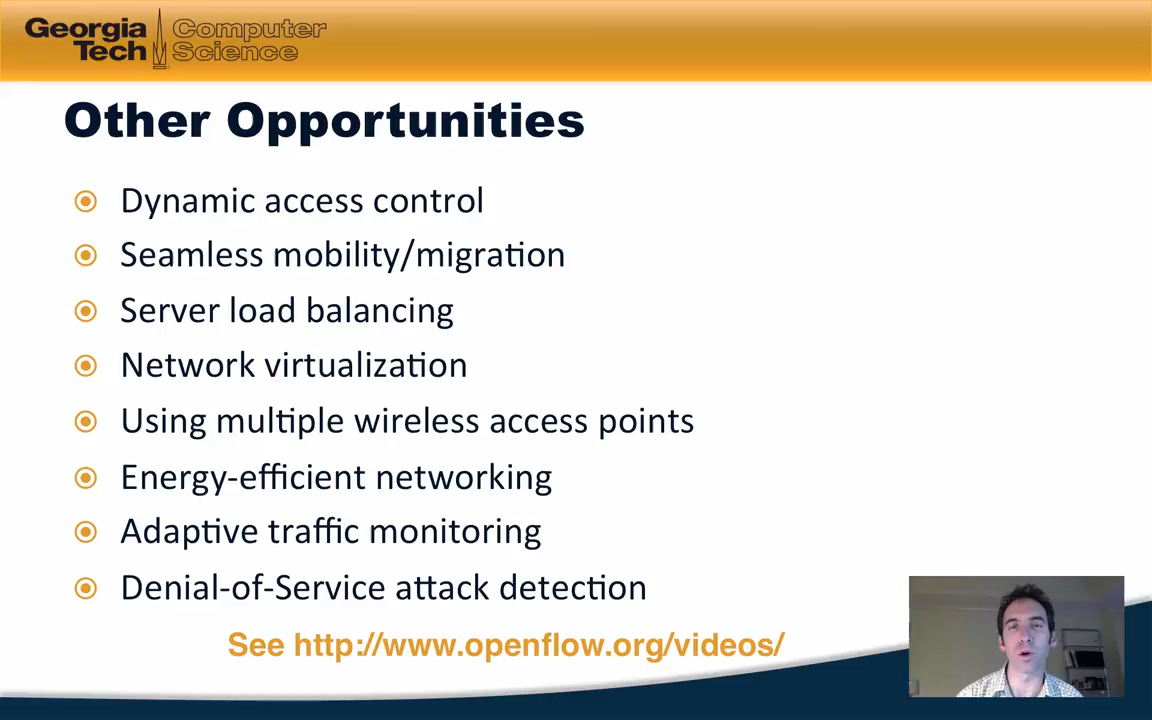 Georgia Tech
Computer Science
Other Opportunities
Dynamic access control
Seamless mobility/migration
Server load balancing
Network virtualization
Using multiple wireless access points
Energy-efficient networking
Adaptive traffic monitoring
Denial-of-Service attack detection
See http://www.openflow.org/videos/